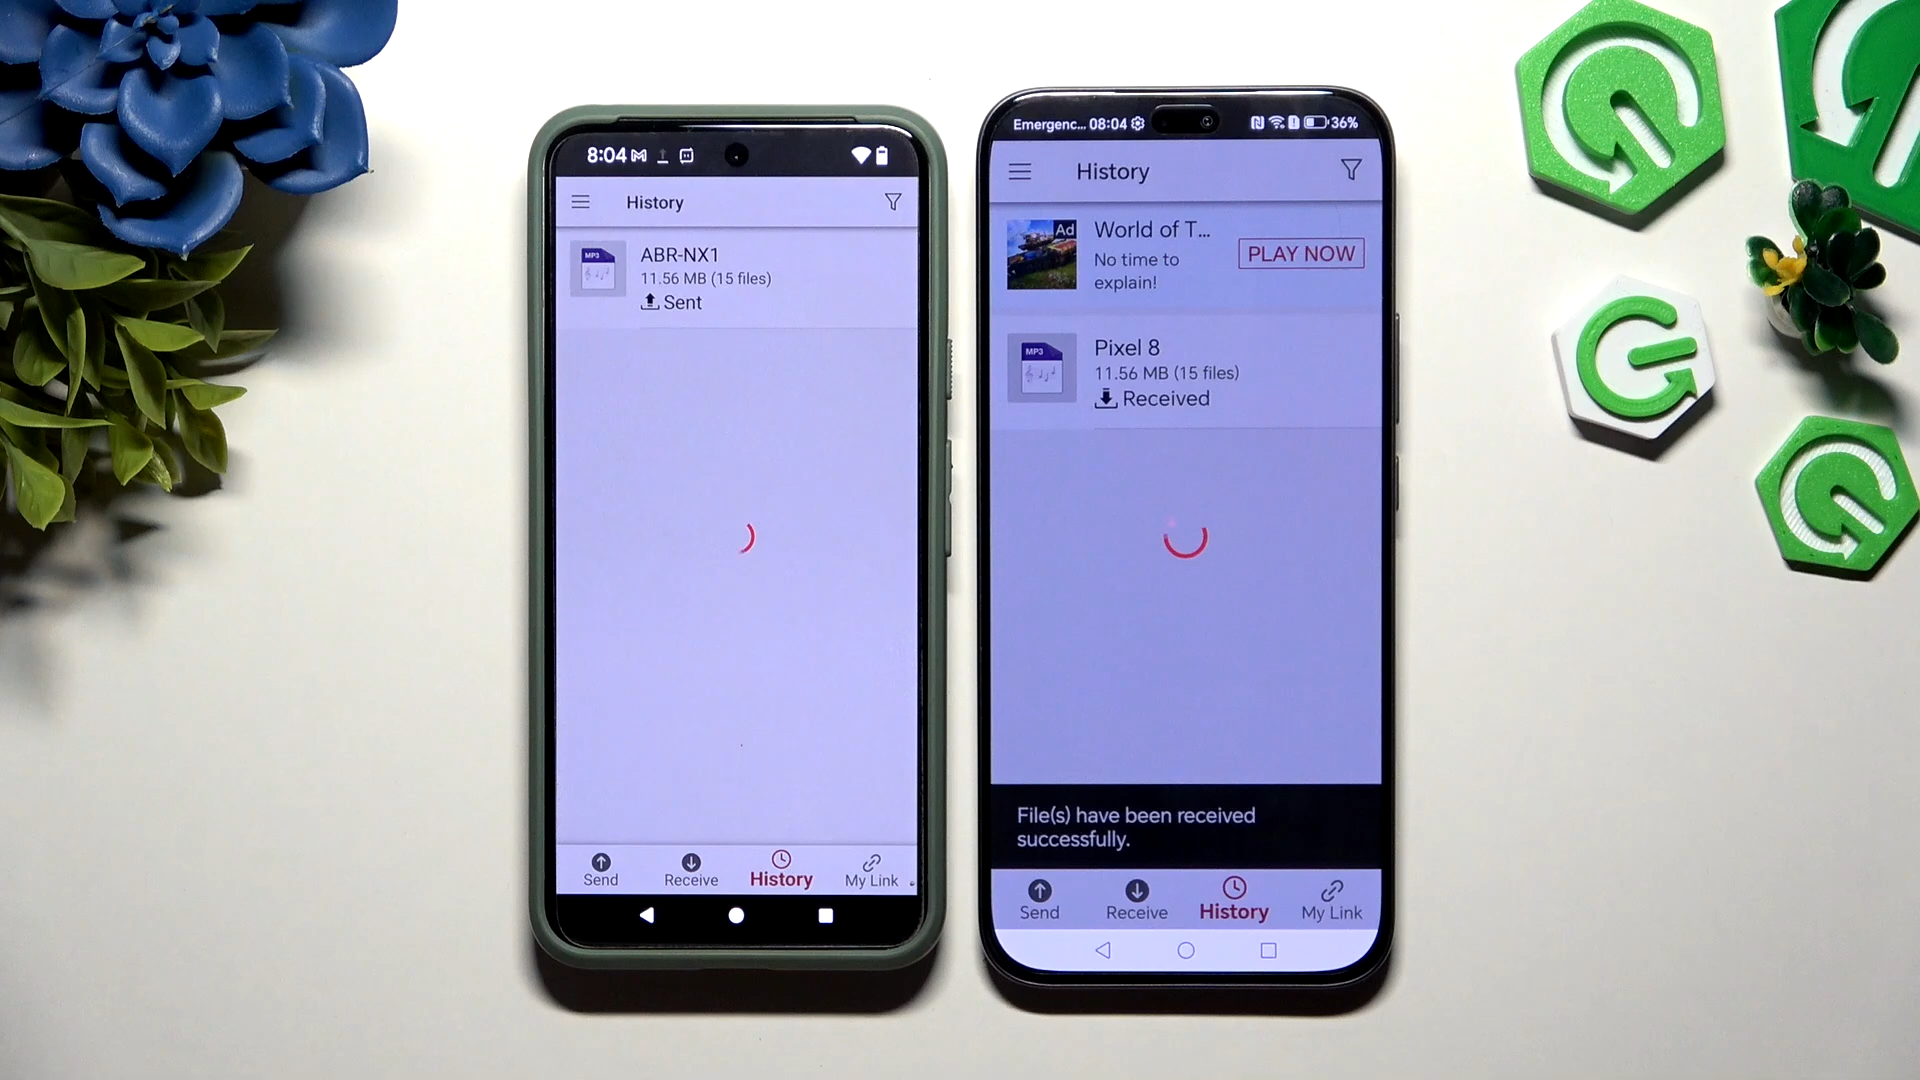 8:04
History
MP3
ABR-NX1
11.56 MB (15 files)
Sent
Send
Receive
History
My Link
Emergenc... 08:04
36%
History
Ad
World of T...
No time to
explain!
PLAY NOW
MP3
Pixel 8
11.56 MB (15 files)
Received
File(s) have been received
successfully.
Send
Receive
History
My Link